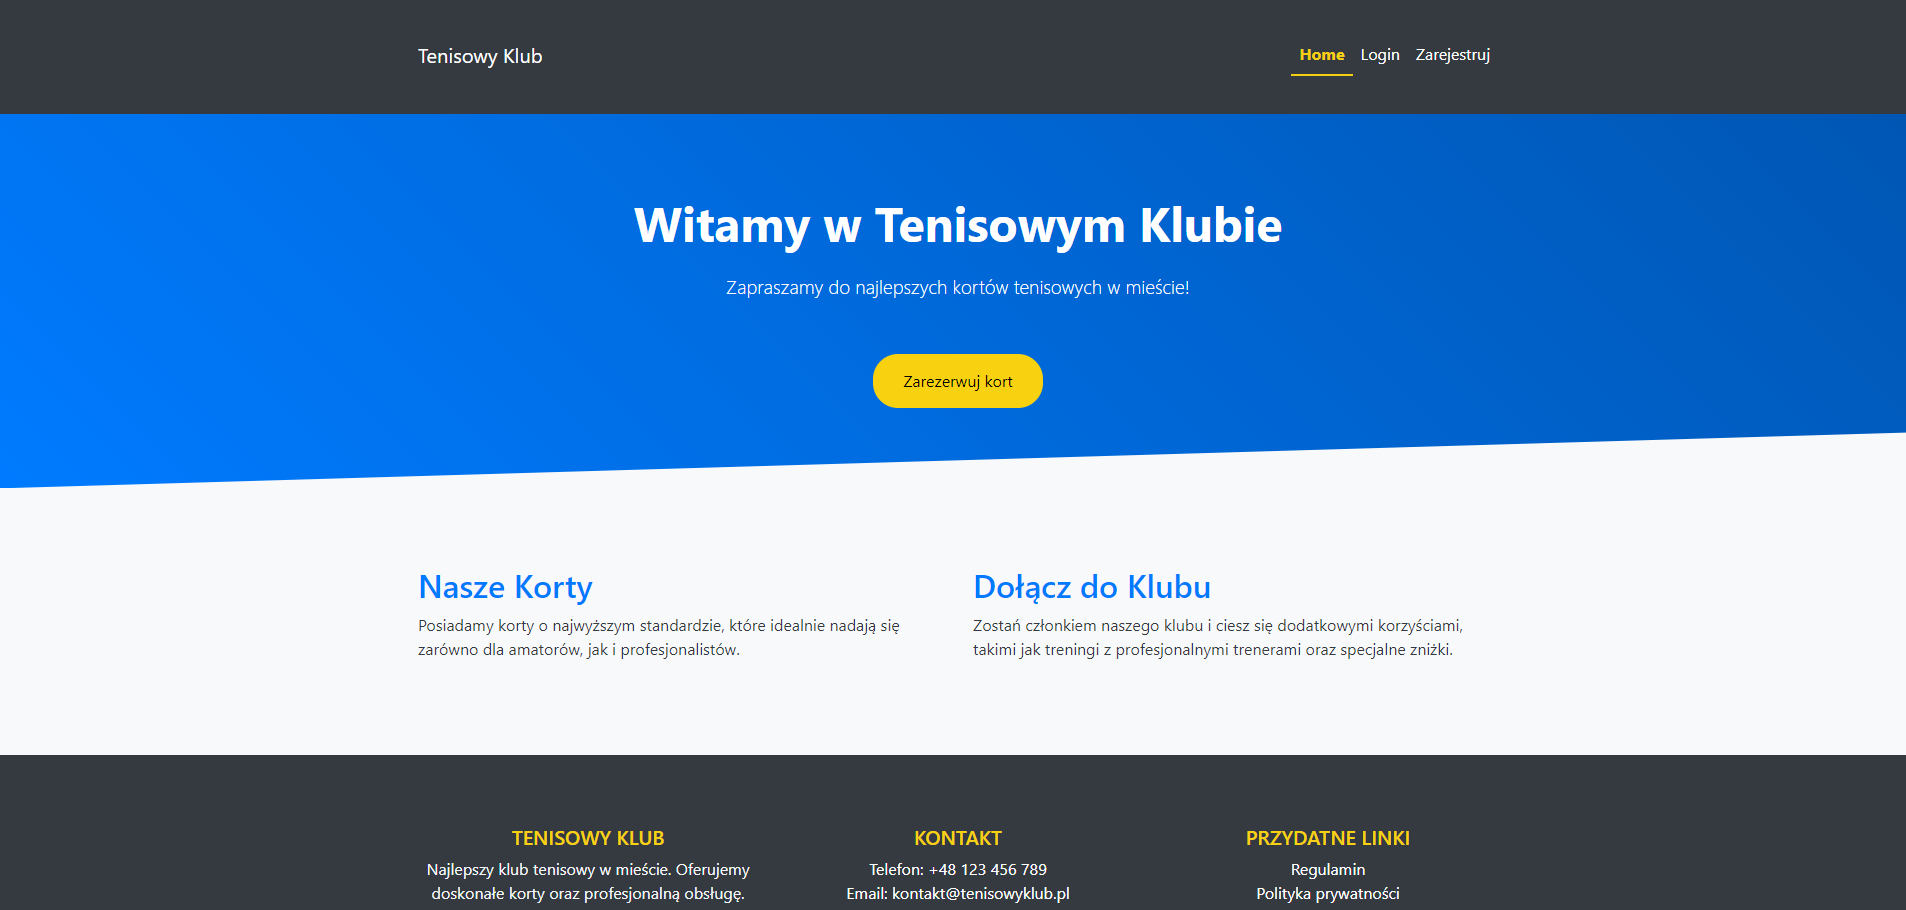 Tenisowy Klub
Home Login Zarejestruj
Witamy w Tenisowym Klubie
Zapraszamy do najlepszych kortów tenisowych w mieście!
Zarezerwuj kort
Nasze Korty
Posiadamy korty o najwyższym standardzie, które idealnie nadają się
zarówno dla amatorów, jak i profesjonalistów.
Dołącz do Klubu
Zostań członkiem naszego klubu i ciesz się dodatkowymi korzyściami,
takimi jak treningi z profesjonalnymi trenerami oraz specjalne zniżki.
TENISOWY KLUB
Najlepszy klub tenisowy w mieście. Oferujemy
doskonałe korty oraz profesjonalną obsługę.
KONTAKT
Telefon: +48 123 456 789
Email: kontakt@tenisowyklub.pl
PRZYDATNE LINKI
Regulamin
Polityka prywatności